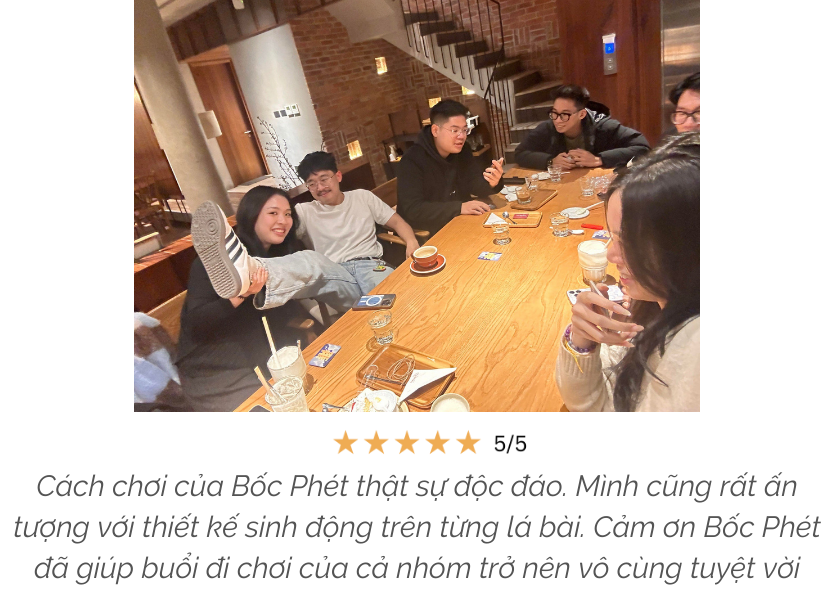 5/5
Cách chơi của Bốc Phét thật sự độc đáo. Mình cũng rất ấn
tượng với thiết kế sinh động trên từng lá bài. Cảm ơn Bốc Phét
đã giúp buổi đi chơi của cả nhóm trở nên vô cùng tuyệt vời